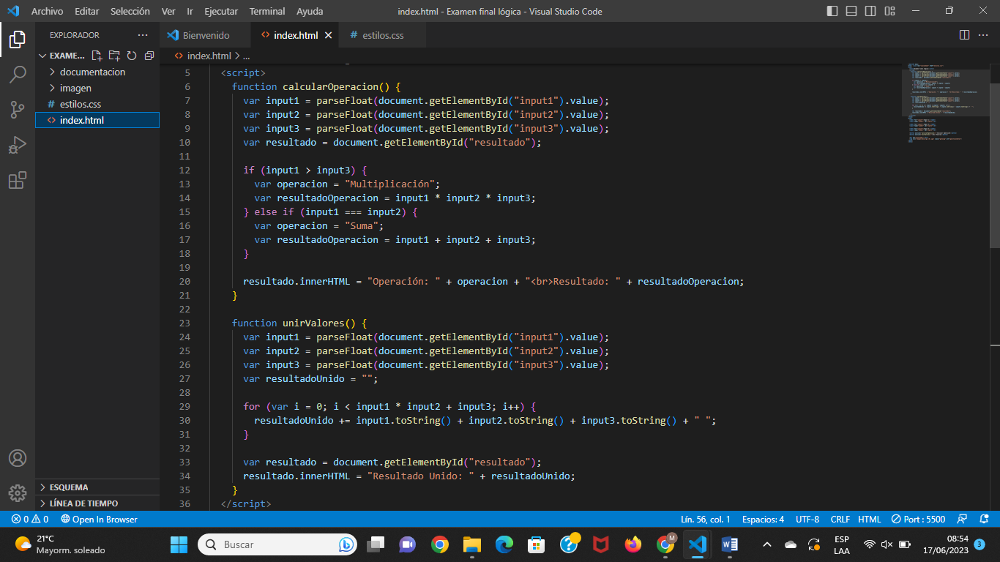 Archivo Editar Selección Ver Ir Ejecutar Terminal Ayuda
index.html - Examen final lógica - Visual Studio Code
EXPLORADOR
EXAME...
documentacion
imagen
# estilos.css
<> index.html
ESQUEMA
LÍNEA DE TIEMPO
Bienvenido
<> index.html
# estilos.css
<> index.html > ...
5 <script>
6 function calcularOperacion() {
7 var input1 = parseFloat(document.getElementById("input1").value);
8 var input2 = parseFloat(document.getElementById("input2").value);
9 var input3 = parseFloat(document.getElementById("input3").value);
10 var resultado = document.getElementById("resultado");
11
12 if (input1 > input3) {
13 var operacion = "Multiplicación";
14 var resultadoOperacion = input1 * input2 * input3;
15 } else if (input1 === input2) {
16 var operacion = "Suma";
17 var resultadoOperacion = input1 + input2 + input3;
18 }
19
20 resultado.innerHTML = "Operación: " + operacion + "<br>Resultado: " + resultadoOperacion;
21 }
22
23 function unirValores() {
24 var input1 = parseFloat(document.getElementById("input1").value);
25 var input2 = parseFloat(document.getElementById("input2").value);
26 var input3 = parseFloat(document.getElementById("input3").value);
27 var resultadoUnido = "";
28
29 for (var i = 0; i < input1 * input2 + input3; i++) {
30 resultadoUnido += input1.toString() + input2.toString() + input3.toString() + " ";
31 }
32
33 var resultado = document.getElementById("resultado");
34 resultado.innerHTML = "Resultado Unido: " + resultadoUnido;
35 }
36 </script>
0 0 Open In Browser
Lín. 56, col. 1 Espacios: 4 UTF-8 CRLF HTML Port : 5500
21°C
Mayorm. soleado
Buscar
M
ESP
LAA
08:54
17/06/2023
3